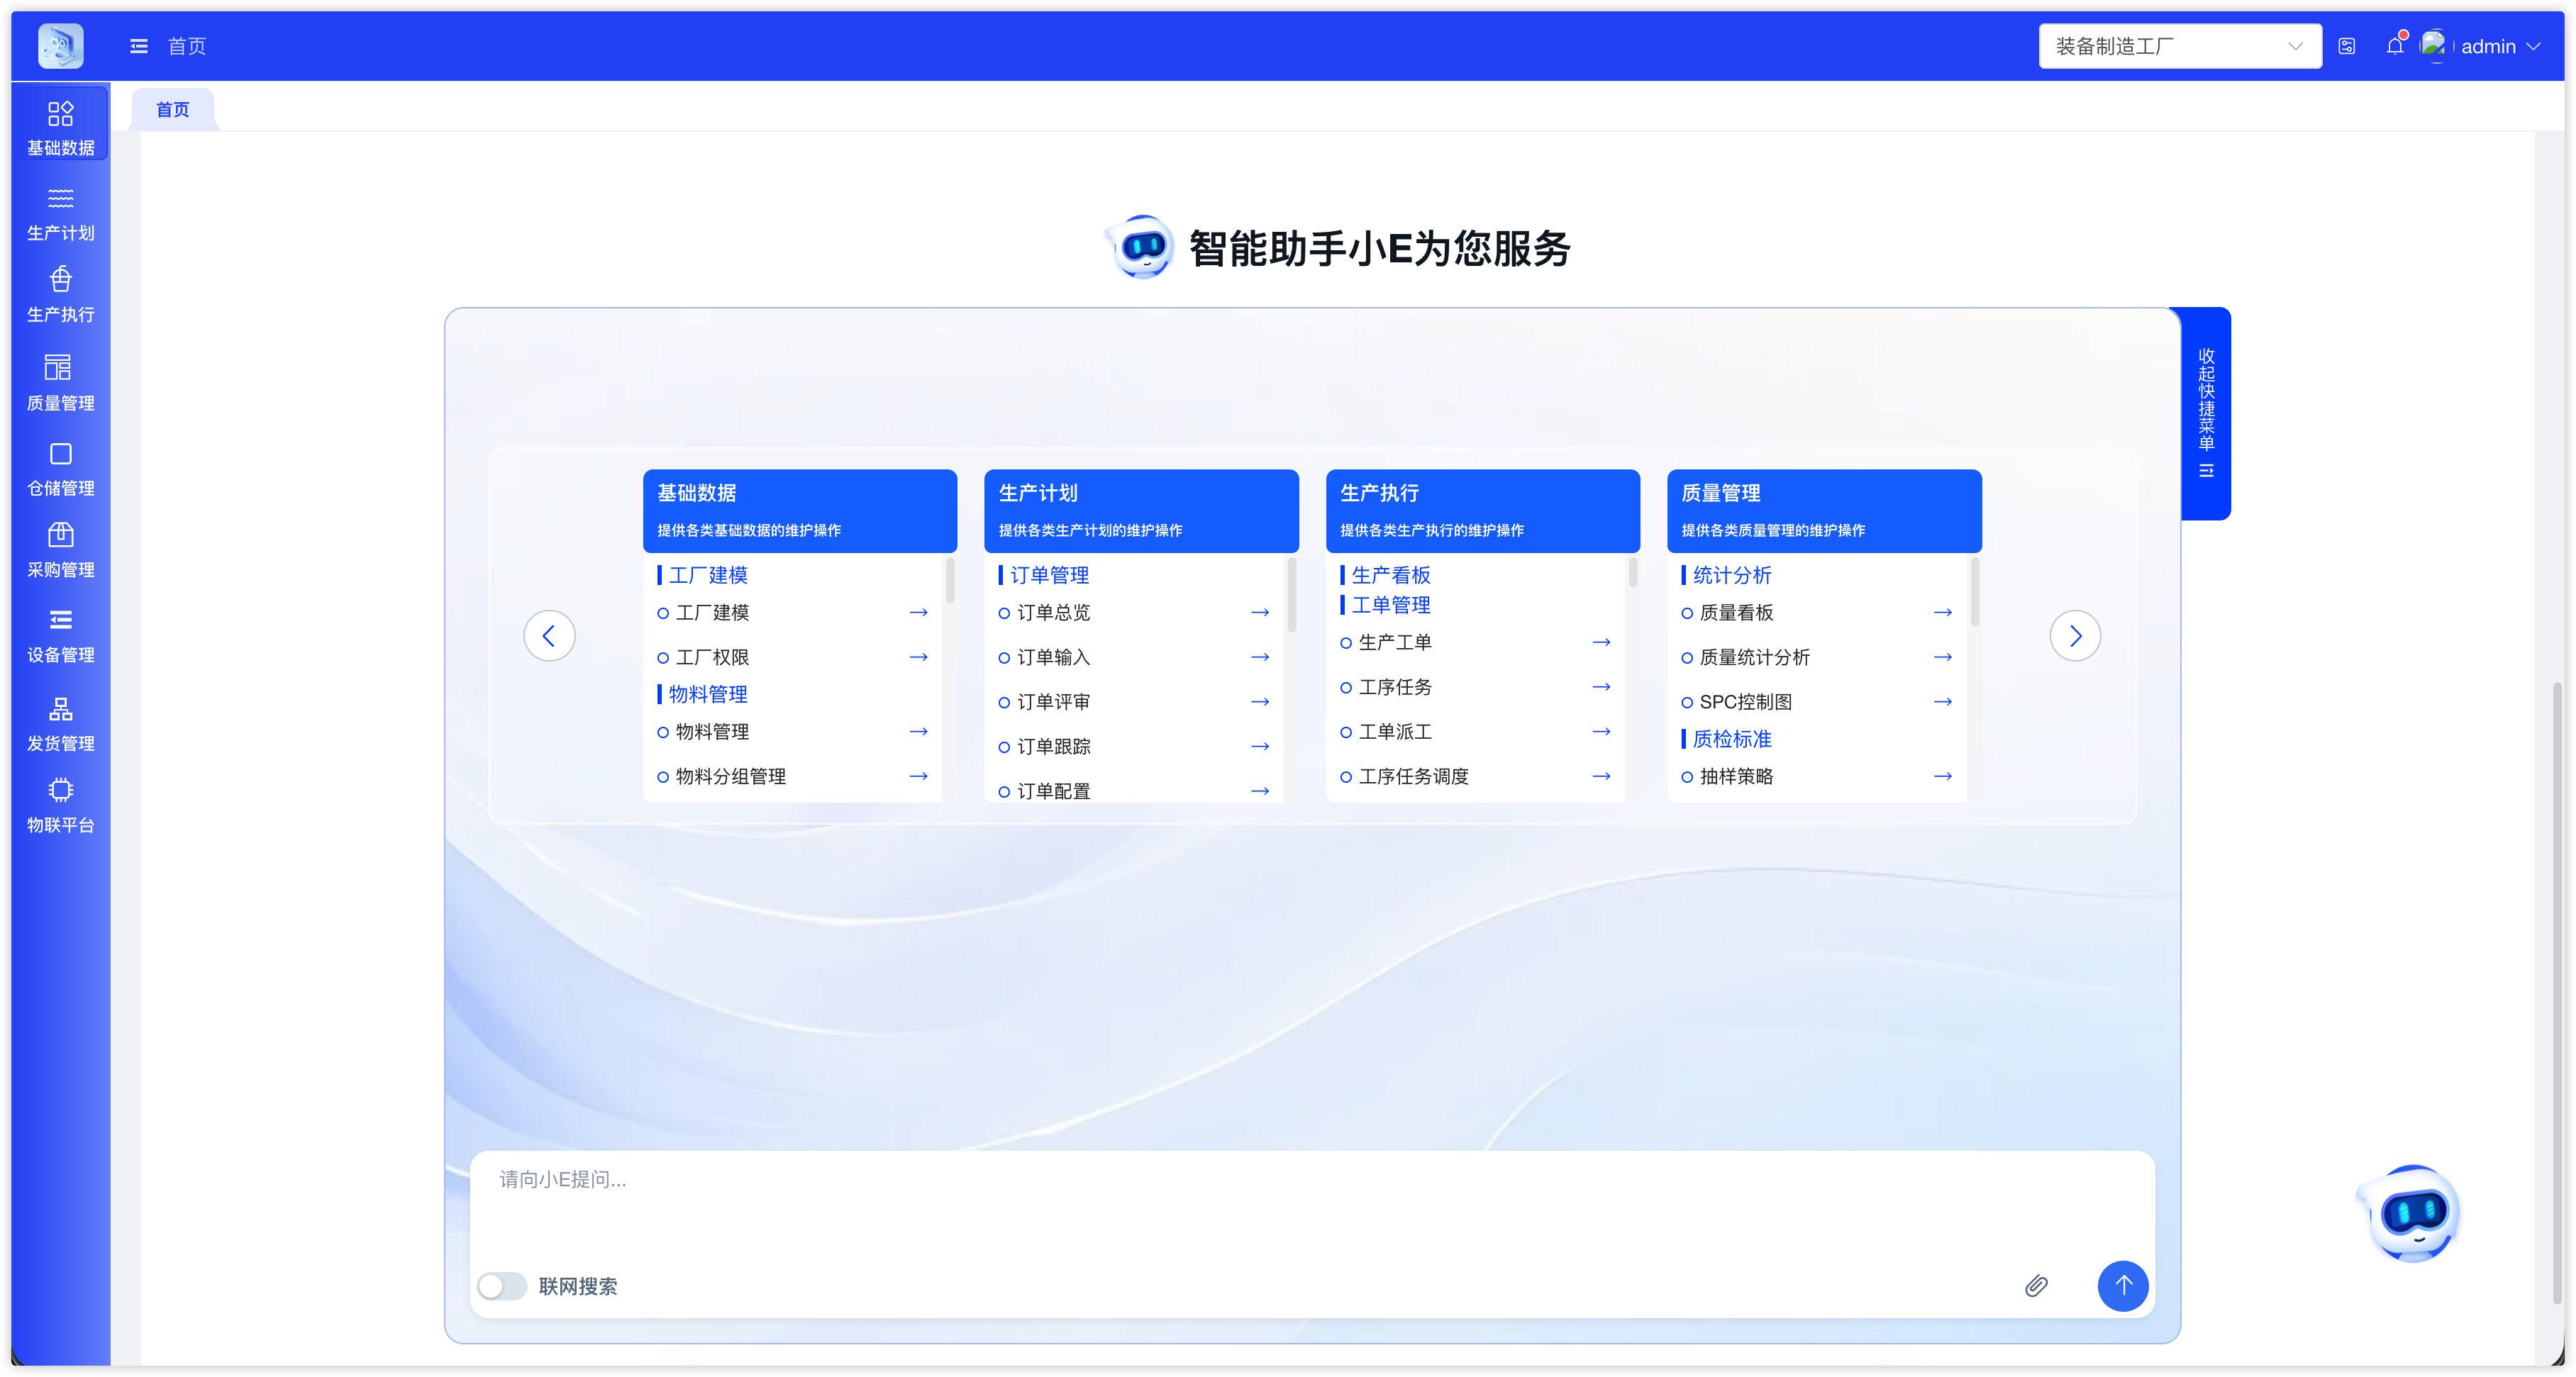 首页
装备制造工厂
admin
首页
基础数据
生产计划
生产执行
质量管理
仓储管理
采购管理
设备管理
发货管理
物联平台
智能助手小E为您服务
收起快捷菜单
基础数据
提供各类基础数据的维护操作
工厂建模
工厂建模
工厂权限
物料管理
物料管理
物料分组管理
生产计划
提供各类生产计划的维护操作
订单管理
订单总览
订单输入
订单评审
订单跟踪
订单配置
生产执行
提供各类生产执行的维护操作
生产看板
工单管理
生产工单
工序任务
工单派工
工序任务调度
质量管理
提供各类质量管理的维护操作
统计分析
质量看板
质量统计分析
SPC控制图
质检标准
抽样策略
请向小E提问...
联网搜索